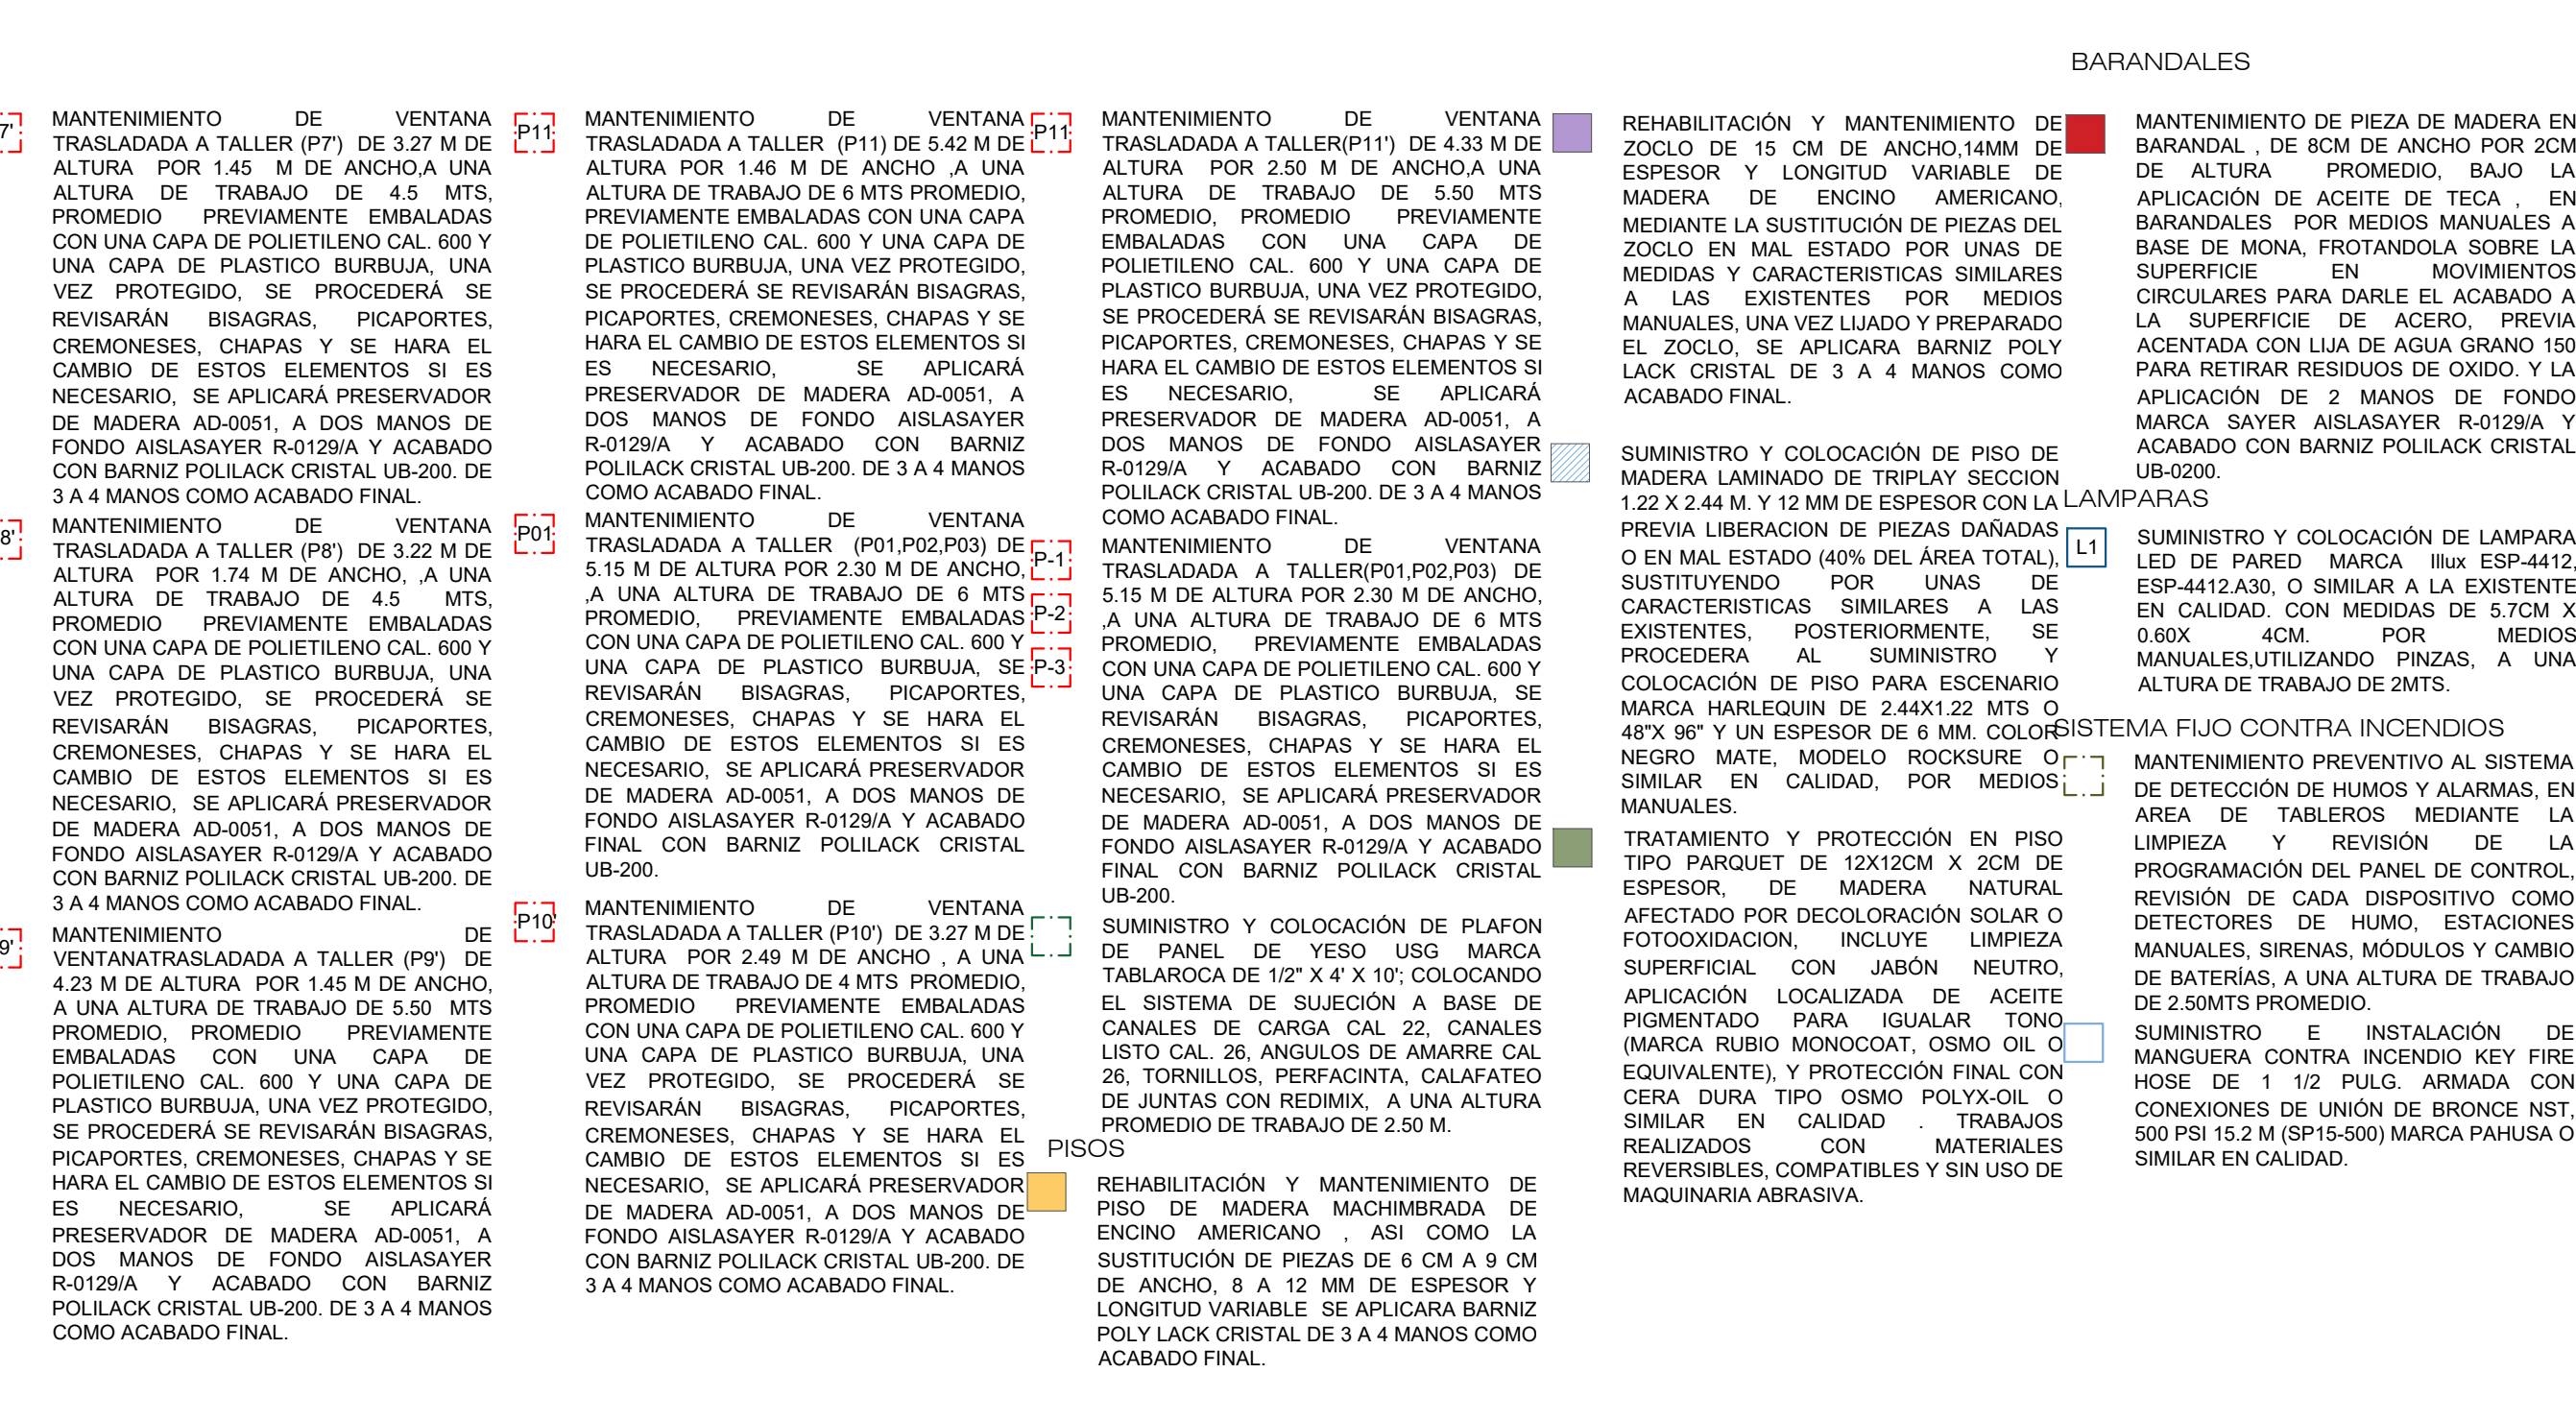 7'
MANTENIMIENTO DE VENTANA
TRASLADADA A TALLER (P7') DE 3.27 M DE
ALTURA POR 1.45 M DE ANCHO,A UNA
ALTURA DE TRABAJO DE 4.5 MTS,
PROMEDIO PREVIAMENTE EMBALADAS
CON UNA CAPA DE POLIETILENO CAL. 600 Y
UNA CAPA DE PLASTICO BURBUJA, UNA
VEZ PROTEGIDO, SE PROCEDERÁ SE
REVISARÁN BISAGRAS, PICAPORTES,
CREMONESES, CHAPAS Y SE HARA EL
CAMBIO DE ESTOS ELEMENTOS SI ES
NECESARIO, SE APLICARÁ PRESERVADOR
DE MADERA AD-0051, A DOS MANOS DE
FONDO AISLASAYER R-0129/A Y ACABADO
CON BARNIZ POLILACK CRISTAL UB-200. DE
3 A 4 MANOS COMO ACABADO FINAL.
8'
MANTENIMIENTO DE VENTANA
TRASLADADA A TALLER (P8') DE 3.22 M DE
ALTURA POR 1.74 M DE ANCHO, ,A UNA
ALTURA DE TRABAJO DE 4.5 MTS,
PROMEDIO PREVIAMENTE EMBALADAS
CON UNA CAPA DE POLIETILENO CAL. 600 Y
UNA CAPA DE PLASTICO BURBUJA, UNA
VEZ PROTEGIDO, SE PROCEDERÁ SE
REVISARÁN BISAGRAS, PICAPORTES,
CREMONESES, CHAPAS Y SE HARA EL
CAMBIO DE ESTOS ELEMENTOS SI ES
NECESARIO, SE APLICARÁ PRESERVADOR
DE MADERA AD-0051, A DOS MANOS DE
FONDO AISLASAYER R-0129/A Y ACABADO
CON BARNIZ POLILACK CRISTAL UB-200. DE
3 A 4 MANOS COMO ACABADO FINAL.
9'
MANTENIMIENTO DE
VENTANATRASLADADA A TALLER (P9') DE
4.23 M DE ALTURA POR 1.45 M DE ANCHO,
A UNA ALTURA DE TRABAJO DE 5.50 MTS
PROMEDIO, PROMEDIO PREVIAMENTE
EMBALADAS CON UNA CAPA DE
POLIETILENO CAL. 600 Y UNA CAPA DE
PLASTICO BURBUJA, UNA VEZ PROTEGIDO,
SE PROCEDERÁ SE REVISARÁN BISAGRAS,
PICAPORTES, CREMONESES, CHAPAS Y SE
HARA EL CAMBIO DE ESTOS ELEMENTOS SI
ES NECESARIO, SE APLICARÁ
PRESERVADOR DE MADERA AD-0051, A
DOS MANOS DE FONDO AISLASAYER
R-0129/A Y ACABADO CON BARNIZ
POLILACK CRISTAL UB-200. DE 3 A 4 MANOS
COMO ACABADO FINAL.
P11
MANTENIMIENTO DE VENTANA
TRASLADADA A TALLER (P11) DE 5.42 M DE
ALTURA POR 1.46 M DE ANCHO ,A UNA
ALTURA DE TRABAJO DE 6 MTS PROMEDIO,
PREVIAMENTE EMBALADAS CON UNA CAPA
DE POLIETILENO CAL. 600 Y UNA CAPA DE
PLASTICO BURBUJA, UNA VEZ PROTEGIDO,
SE PROCEDERÁ SE REVISARÁN BISAGRAS,
PICAPORTES, CREMONESES, CHAPAS Y SE
HARA EL CAMBIO DE ESTOS ELEMENTOS SI
ES NECESARIO, SE APLICARÁ
PRESERVADOR DE MADERA AD-0051, A
DOS MANOS DE FONDO AISLASAYER
R-0129/A Y ACABADO CON BARNIZ
POLILACK CRISTAL UB-200. DE 3 A 4 MANOS
COMO ACABADO FINAL.
P01
MANTENIMIENTO DE VENTANA
TRASLADADA A TALLER (P01,P02,P03) DE
5.15 M DE ALTURA POR 2.30 M DE ANCHO,
,A UNA ALTURA DE TRABAJO DE 6 MTS
PROMEDIO, PREVIAMENTE EMBALADAS
CON UNA CAPA DE POLIETILENO CAL. 600 Y
UNA CAPA DE PLASTICO BURBUJA, SE
REVISARÁN BISAGRAS, PICAPORTES,
CREMONESES, CHAPAS Y SE HARA EL
CAMBIO DE ESTOS ELEMENTOS SI ES
NECESARIO, SE APLICARÁ PRESERVADOR
DE MADERA AD-0051, A DOS MANOS DE
FONDO AISLASAYER R-0129/A Y ACABADO
FINAL CON BARNIZ POLILACK CRISTAL
UB-200.
P10'
MANTENIMIENTO DE VENTANA
TRASLADADA A TALLER (P10') DE 3.27 M DE
ALTURA POR 2.49 M DE ANCHO , A UNA
ALTURA DE TRABAJO DE 4 MTS PROMEDIO,
PROMEDIO PREVIAMENTE EMBALADAS
CON UNA CAPA DE POLIETILENO CAL. 600 Y
UNA CAPA DE PLASTICO BURBUJA, UNA
VEZ PROTEGIDO, SE PROCEDERÁ SE
REVISARÁN BISAGRAS, PICAPORTES,
CREMONESES, CHAPAS Y SE HARA EL
CAMBIO DE ESTOS ELEMENTOS SI ES
NECESARIO, SE APLICARÁ PRESERVADOR
DE MADERA AD-0051, A DOS MANOS DE
FONDO AISLASAYER R-0129/A Y ACABADO
CON BARNIZ POLILACK CRISTAL UB-200. DE
3 A 4 MANOS COMO ACABADO FINAL.
P11
MANTENIMIENTO DE VENTANA
TRASLADADA A TALLER(P11') DE 4.33 M DE
ALTURA POR 2.50 M DE ANCHO,A UNA
ALTURA DE TRABAJO DE 5.50 MTS
PROMEDIO, PROMEDIO PREVIAMENTE
EMBALADAS CON UNA CAPA DE
POLIETILENO CAL. 600 Y UNA CAPA DE
PLASTICO BURBUJA, UNA VEZ PROTEGIDO,
SE PROCEDERÁ SE REVISARÁN BISAGRAS,
PICAPORTES, CREMONESES, CHAPAS Y SE
HARA EL CAMBIO DE ESTOS ELEMENTOS SI
ES NECESARIO, SE APLICARÁ
PRESERVADOR DE MADERA AD-0051, A
DOS MANOS DE FONDO AISLASAYER
R-0129/A Y ACABADO CON BARNIZ
POLILACK CRISTAL UB-200. DE 3 A 4 MANOS
COMO ACABADO FINAL.
P-1
P-2
P-3
MANTENIMIENTO DE VENTANA
TRASLADADA A TALLER(P01,P02,P03) DE
5.15 M DE ALTURA POR 2.30 M DE ANCHO,
,A UNA ALTURA DE TRABAJO DE 6 MTS
PROMEDIO, PREVIAMENTE EMBALADAS
CON UNA CAPA DE POLIETILENO CAL. 600 Y
UNA CAPA DE PLASTICO BURBUJA, SE
REVISARÁN BISAGRAS, PICAPORTES,
CREMONESES, CHAPAS Y SE HARA EL
CAMBIO DE ESTOS ELEMENTOS SI ES
NECESARIO, SE APLICARÁ PRESERVADOR
DE MADERA AD-0051, A DOS MANOS DE
FONDO AISLASAYER R-0129/A Y ACABADO
FINAL CON BARNIZ POLILACK CRISTAL
UB-200.
SUMINISTRO Y COLOCACIÓN DE PLAFON
DE PANEL DE YESO USG MARCA
TABLAROCA DE 1/2" X 4' X 10'; COLOCANDO
EL SISTEMA DE SUJECIÓN A BASE DE
CANALES DE CARGA CAL 22, CANALES
LISTO CAL. 26, ANGULOS DE AMARRE CAL
26, TORNILLOS, PERFACINTA, CALAFATEO
DE JUNTAS CON REDIMIX, A UNA ALTURA
PROMEDIO DE TRABAJO DE 2.50 M.
PISOS
REHABILITACIÓN Y MANTENIMIENTO DE
PISO DE MADERA MACHIMBRADA DE
ENCINO AMERICANO , ASI COMO LA
SUSTITUCIÓN DE PIEZAS DE 6 CM A 9 CM
DE ANCHO, 8 A 12 MM DE ESPESOR Y
LONGITUD VARIABLE SE APLICARA BARNIZ
POLY LACK CRISTAL DE 3 A 4 MANOS COMO
ACABADO FINAL.
REHABILITACIÓN Y MANTENIMIENTO DE
ZOCLO DE 15 CM DE ANCHO,14MM DE
ESPESOR Y LONGITUD VARIABLE DE
MADERA DE ENCINO AMERICANO,
MEDIANTE LA SUSTITUCIÓN DE PIEZAS DEL
ZOCLO EN MAL ESTADO POR UNAS DE
MEDIDAS Y CARACTERISTICAS SIMILARES
A LAS EXISTENTES POR MEDIOS
MANUALES, UNA VEZ LIJADO Y PREPARADO
EL ZOCLO, SE APLICARA BARNIZ POLY
LACK CRISTAL DE 3 A 4 MANOS COMO
ACABADO FINAL.
SUMINISTRO Y COLOCACIÓN DE PISO DE
MADERA LAMINADO DE TRIPLAY SECCION
1.22 X 2.44 M. Y 12 MM DE ESPESOR CON LA
PREVIA LIBERACION DE PIEZAS DAÑADAS
O EN MAL ESTADO (40% DEL ÁREA TOTAL),
SUSTITUYENDO POR UNAS DE
CARACTERISTICAS SIMILARES A LAS
EXISTENTES, POSTERIORMENTE, SE
PROCEDERA AL SUMINISTRO Y
COLOCACIÓN DE PISO PARA ESCENARIO
MARCA HARLEQUIN DE 2.44X1.22 MTS O
48"X 96" Y UN ESPESOR DE 6 MM. COLOR
NEGRO MATE, MODELO ROCKSURE O
SIMILAR EN CALIDAD, POR MEDIOS
MANUALES.
TRATAMIENTO Y PROTECCIÓN EN PISO
TIPO PARQUET DE 12X12CM X 2CM DE
ESPESOR, DE MADERA NATURAL
AFECTADO POR DECOLORACIÓN SOLAR O
FOTOOXIDACION, INCLUYE LIMPIEZA
SUPERFICIAL CON JABÓN NEUTRO,
APLICACIÓN LOCALIZADA DE ACEITE
PIGMENTADO PARA IGUALAR TONO
(MARCA RUBIO MONOCOAT, OSMO OIL O
EQUIVALENTE), Y PROTECCIÓN FINAL CON
CERA DURA TIPO OSMO POLYX-OIL O
SIMILAR EN CALIDAD . TRABAJOS
REALIZADOS CON MATERIALES
REVERSIBLES, COMPATIBLES Y SIN USO DE
MAQUINARIA ABRASIVA.
BARANDALES
MANTENIMIENTO DE PIEZA DE MADERA EN
BARANDAL , DE 8CM DE ANCHO POR 2CM
DE ALTURA PROMEDIO, BAJO LA
APLICACIÓN DE ACEITE DE TECA , EN
BARANDALES POR MEDIOS MANUALES A
BASE DE MONA, FROTANDOLA SOBRE LA
SUPERFICIE EN MOVIMIENTOS
CIRCULARES PARA DARLE EL ACABADO A
LA SUPERFICIE DE ACERO, PREVIA
ACENTADA CON LIJA DE AGUA GRANO 150
PARA RETIRAR RESIDUOS DE OXIDO. Y LA
APLICACIÓN DE 2 MANOS DE FONDO
MARCA SAYER AISLASAYER R-0129/A Y
ACABADO CON BARNIZ POLILACK CRISTAL
UB-0200.
LAMPARAS
L1
SUMINISTRO Y COLOCACIÓN DE LAMPARA
LED DE PARED MARCA Illux ESP-4412,
ESP-4412.A30, O SIMILAR A LA EXISTENTE
EN CALIDAD. CON MEDIDAS DE 5.7CM X
0.60X 4CM. POR MEDIOS
MANUALES,UTILIZANDO PINZAS, A UNA
ALTURA DE TRABAJO DE 2MTS.
SISTEMA FIJO CONTRA INCENDIOS
MANTENIMIENTO PREVENTIVO AL SISTEMA
DE DETECCIÓN DE HUMOS Y ALARMAS, EN
AREA DE TABLEROS MEDIANTE LA
LIMPIEZA Y REVISIÓN DE LA
PROGRAMACIÓN DEL PANEL DE CONTROL,
REVISIÓN DE CADA DISPOSITIVO COMO
DETECTORES DE HUMO, ESTACIONES
MANUALES, SIRENAS, MÓDULOS Y CAMBIO
DE BATERÍAS, A UNA ALTURA DE TRABAJO
DE 2.50MTS PROMEDIO.
SUMINISTRO E INSTALACIÓN DE
MANGUERA CONTRA INCENDIO KEY FIRE
HOSE DE 1 1/2 PULG. ARMADA CON
CONEXIONES DE UNIÓN DE BRONCE NST,
500 PSI 15.2 M (SP15-500) MARCA PAHUSA O
SIMILAR EN CALIDAD.